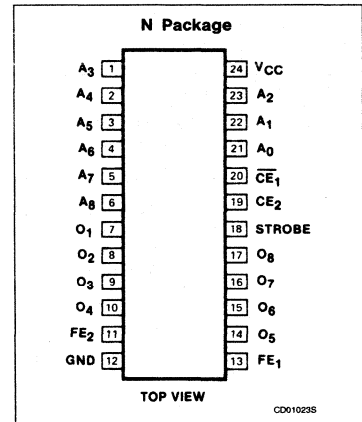 N Package
A3 1 24 VCC
A4 2 23 A2
A5 3 22 A1
A6 4 21 A0
A7 5 20 C̅E̅1
A8 6 19 CE2
O1 7 18 STROBE
O2 8 17 O8
O3 9 16 O7
O4 10 15 O6
FE2 11 14 O5
GND 12 13 FE1
TOP VIEW
CD01023S